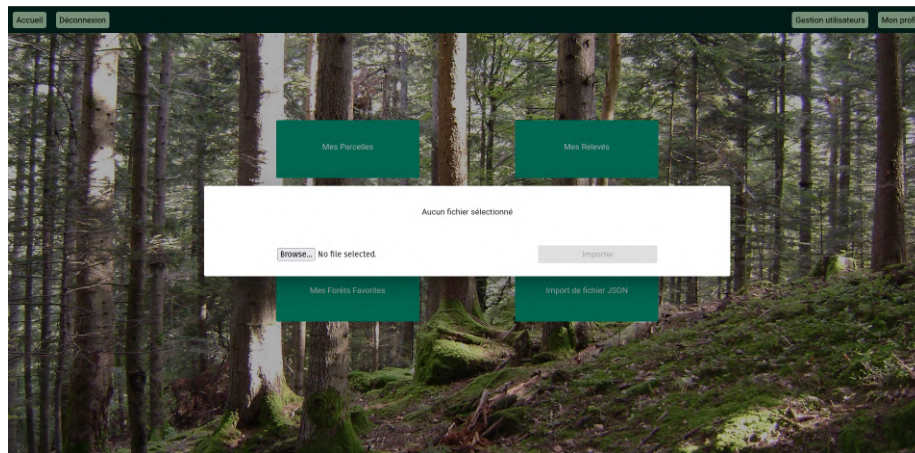 Accueil Déconnexion Gestion utilisateurs Mon prof
Mes Parcelles Mes Relevés
Aucun fichier sélectionné
Browse... No file selected. Importer
Mes Forêts Favorites Import de fichier JSON